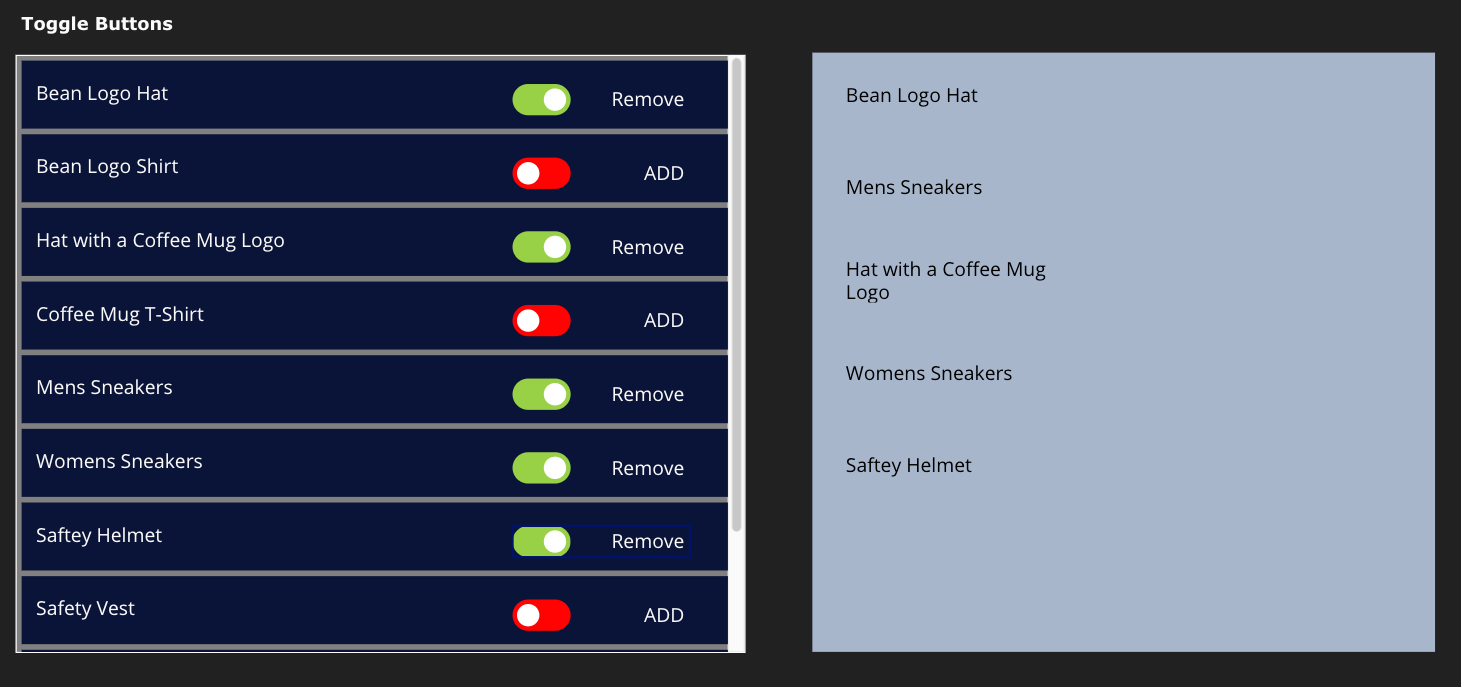 Toggle Buttons
Bean Logo Hat
Remove
Bean Logo Shirt
ADD
Hat with a Coffee Mug Logo
Remove
Coffee Mug T-Shirt
ADD
Mens Sneakers
Remove
Womens Sneakers
Remove
Saftey Helmet
Remove
Safety Vest
ADD
Bean Logo Hat
Mens Sneakers
Hat with a Coffee Mug
Logo
Womens Sneakers
Saftey Helmet